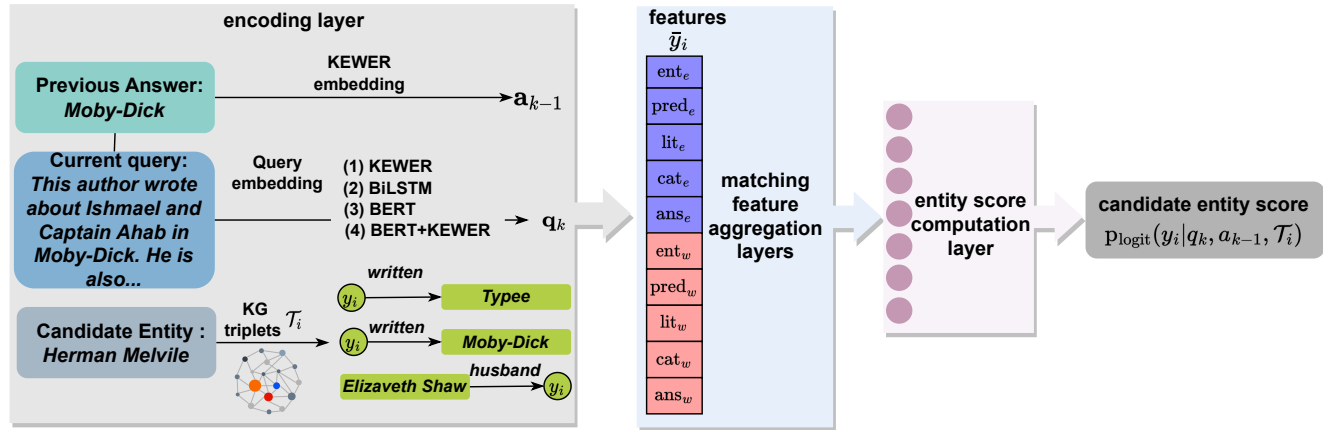 encoding layer
Previous Answer:
Moby-Dick
KEWER
embedding
a_{k-1}
Current query:
This author wrote
about Ishmael and
Captain Ahab in
Moby-Dick. He is
also...
Query
embedding
(1) KEWER
(2) BiLSTM
(3) BERT
(4) BERT+KEWER
q_k
Candidate Entity :
Herman Melvile
KG
triplets
𝒯_i
y_i
written
Typee
y_i
written
Moby-Dick
Elizaveth Shaw
husband
y_i
features
ȳ_i
ent_e
pred_e
lit_e
cat_e
ans_e
ent_w
pred_w
lit_w
cat_w
ans_w
matching
feature
aggregation
layers
entity score
computation
layer
candidate entity score
p_logit(y_i|q_k, a_{k-1}, 𝒯_i)